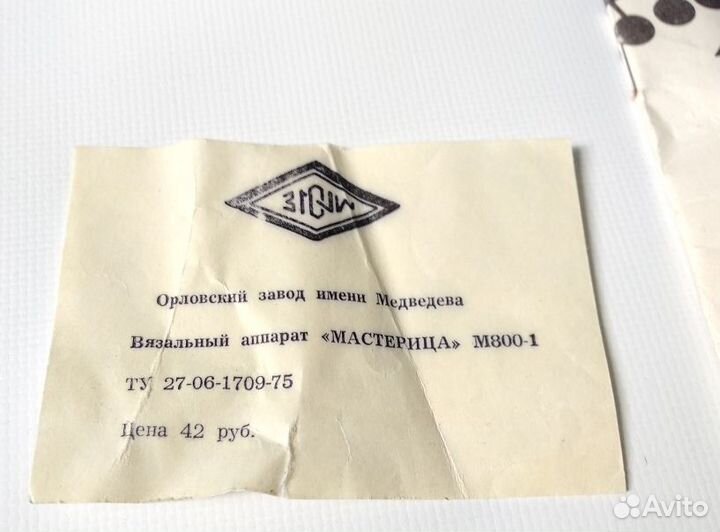 Орловский завод имени Медведева
Вязальный аппарат «МАСТЕРИЦА» М800-1
ТУ 27-06-1709-75
Цена 42 руб.
Avito